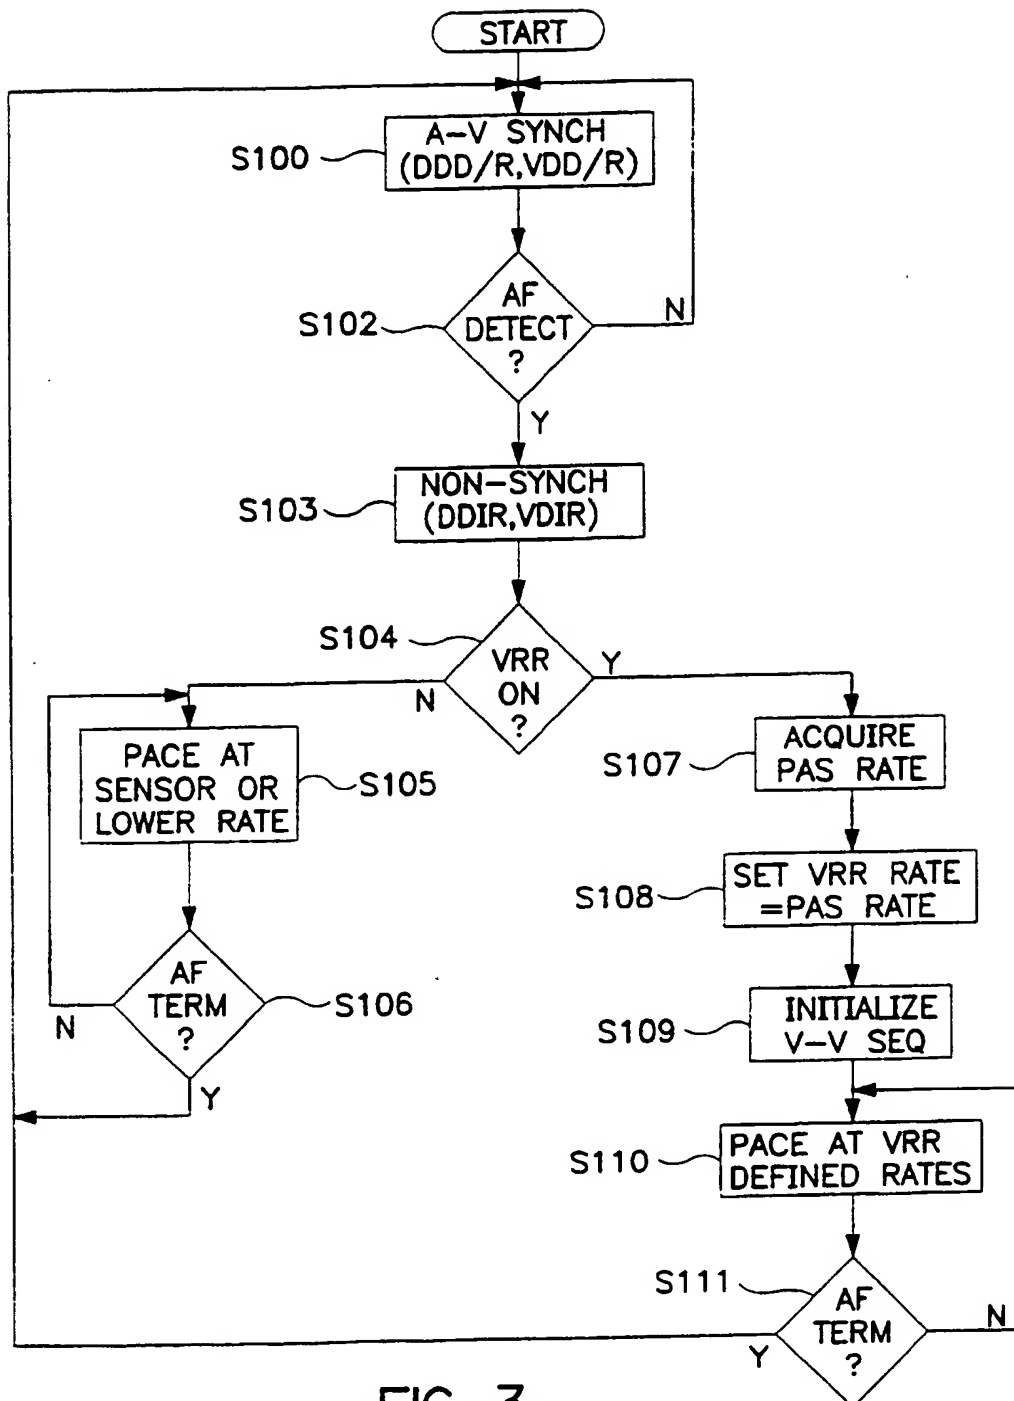 START
A-V SYNCH
(DDD/R,VDD/R)
S100
AF
DETECT
?
S102
N
Y
NON-SYNCH
(DDIR,VDIR)
S103
S104
VRR
ON
?
N
Y
PACE AT
SENSOR OR
LOWER RATE
S105
AF
TERM
?
S106
N
Y
ACQUIRE
PAS RATE
S107
SET VRR RATE
=PAS RATE
S108
INITIALIZE
V-V SEQ
S109
PACE AT VRR
DEFINED RATES
S110
S111
AF
TERM
?
N
Y
FIG. 3